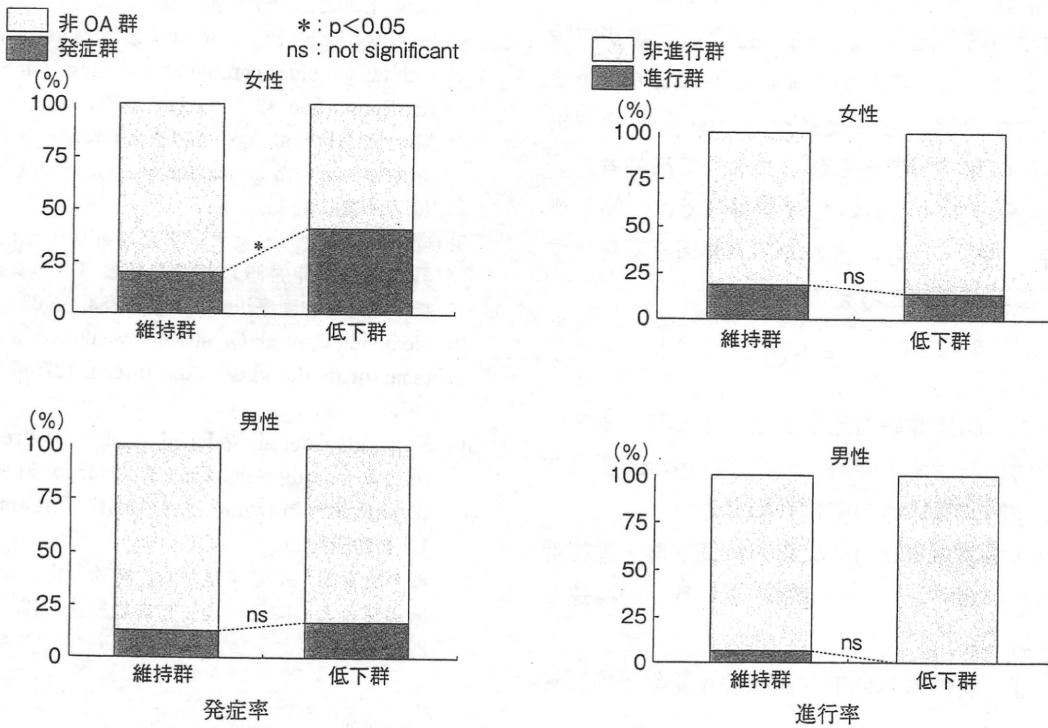 非OA群
発症群
*:p<0.05
ns:not significant
(%)
女性
100
75
50
25
0
*
維持群
低下群
(%)
男性
100
75
50
25
0
ns
維持群
低下群
発症率
非進行群
進行群
(%)
女性
100
75
50
25
0
ns
維持群
低下群
(%)
男性
100
75
50
25
0
ns
維持群
低下群
進行率